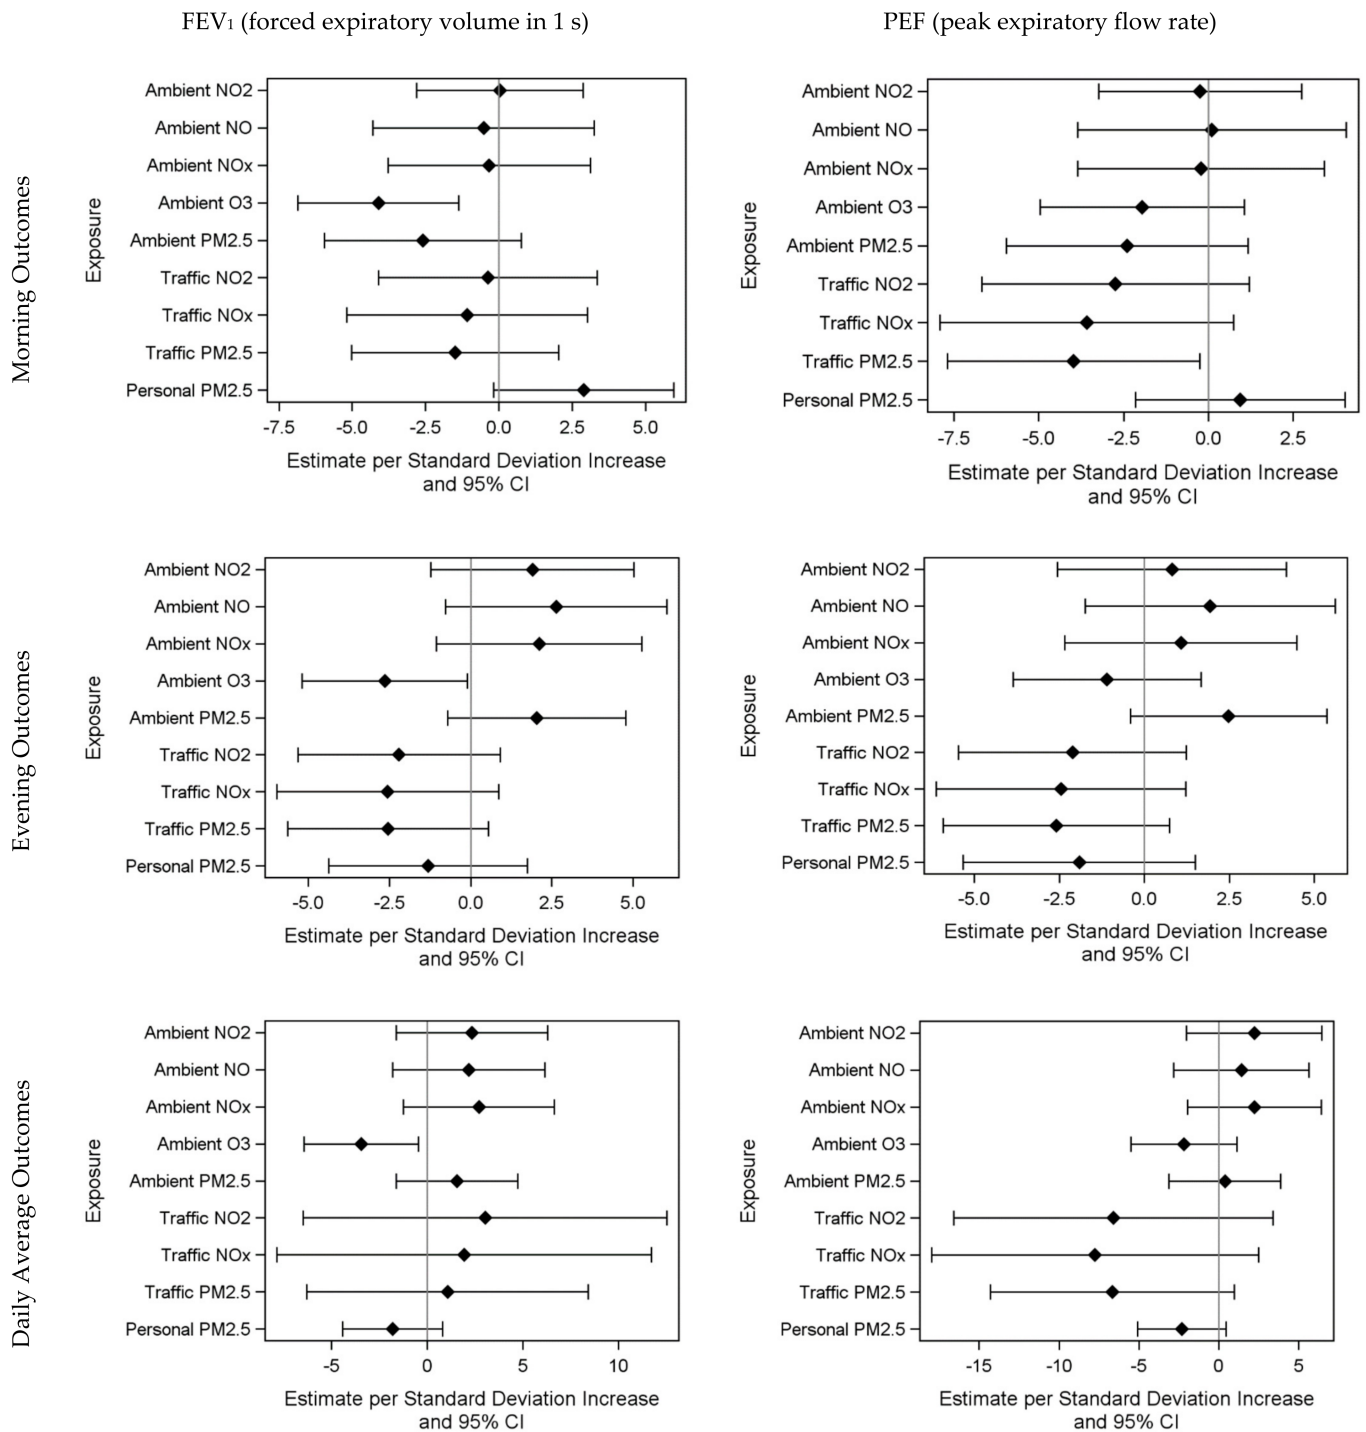 FEV1 (forced expiratory volume in 1 s)
PEF (peak expiratory flow rate)
Morning Outcomes
Exposure
Ambient NO2
Ambient NO
Ambient NOx
Ambient O3
Ambient PM2.5
Traffic NO2
Traffic NOx
Traffic PM2.5
Personal PM2.5
-7.5 -5.0 -2.5 0.0 2.5 5.0
Estimate per Standard Deviation Increase
and 95% CI
Exposure
Ambient NO2
Ambient NO
Ambient NOx
Ambient O3
Ambient PM2.5
Traffic NO2
Traffic NOx
Traffic PM2.5
Personal PM2.5
-7.5 -5.0 -2.5 0.0 2.5
Estimate per Standard Deviation Increase
and 95% CI
Evening Outcomes
Exposure
Ambient NO2
Ambient NO
Ambient NOx
Ambient O3
Ambient PM2.5
Traffic NO2
Traffic NOx
Traffic PM2.5
Personal PM2.5
-5.0 -2.5 0.0 2.5 5.0
Estimate per Standard Deviation Increase
and 95% CI
Exposure
Ambient NO2
Ambient NO
Ambient NOx
Ambient O3
Ambient PM2.5
Traffic NO2
Traffic NOx
Traffic PM2.5
Personal PM2.5
-5.0 -2.5 0.0 2.5 5.0
Estimate per Standard Deviation Increase
and 95% CI
Daily Average Outcomes
Exposure
Ambient NO2
Ambient NO
Ambient NOx
Ambient O3
Ambient PM2.5
Traffic NO2
Traffic NOx
Traffic PM2.5
Personal PM2.5
-5 0 5 10
Estimate per Standard Deviation Increase
and 95% CI
Exposure
Ambient NO2
Ambient NO
Ambient NOx
Ambient O3
Ambient PM2.5
Traffic NO2
Traffic NOx
Traffic PM2.5
Personal PM2.5
-15 -10 -5 0 5
Estimate per Standard Deviation Increase
and 95% CI